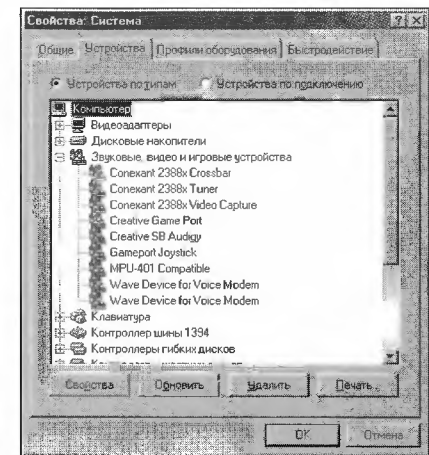 Свойства: Система
Общие Устройства Профили оборудования Быстродействие
Устройства по типам Устройства по подключению
Компьютер
Видеоадаптеры
Дисковые накопители
Звуковые, видео и игровые устройства
Conexant 2388x Crossbar
Conexant 2388x Tuner
Conexant 2388x Video Capture
Creative Game Port
Creative SB Audigy
Gameport Joystick
MPU-401 Compatible
Wave Device for Voice Modem
Wave Device for Voice Modem
Клавиатура
Контроллер шины 1394
Контроллеры гибких дисков
Свойства Обновить Удалить Печать...
OK Отмена